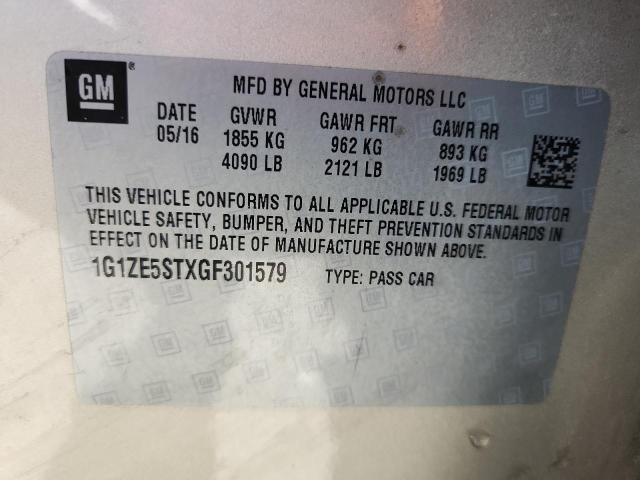 GM
MFD BY GENERAL MOTORS LLC
DATE GVWR GAWR FRT GAWR RR
05/16 1855 KG 962 KG 893 KG
4090 LB 2121 LB 1969 LB
THIS VEHICLE CONFORMS TO ALL APPLICABLE U.S. FEDERAL MOTOR
VEHICLE SAFETY, BUMPER, AND THEFT PREVENTION STANDARDS IN
EFFECT ON THE DATE OF MANUFACTURE SHOWN ABOVE.
1G1ZE5STXGF301579 TYPE: PASS CAR